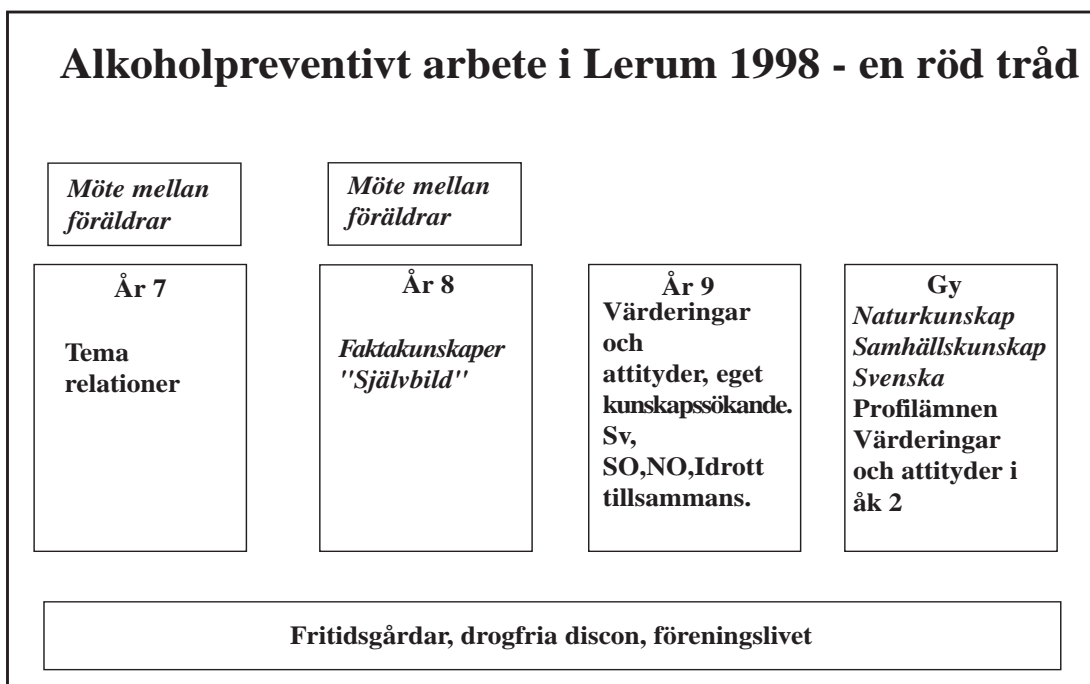 Alkoholpreventivt arbete i Lerum 1998 - en röd tråd
Möte mellan
föräldrar
Möte mellan
föräldrar
År 7
Tema
relationer
År 8
Faktakunskaper
"Självbild"
År 9
Värderingar
och
attityder, eget
kunskapssökande.
Sv,
SO,NO,Idrott
tillsammans.
Gy
Naturkunskap
Samhällskunskap
Svenska
Profilämnen
Värderingar
och attityder i
åk 2
Fritidsgårdar, drogfria discon, föreningslivet